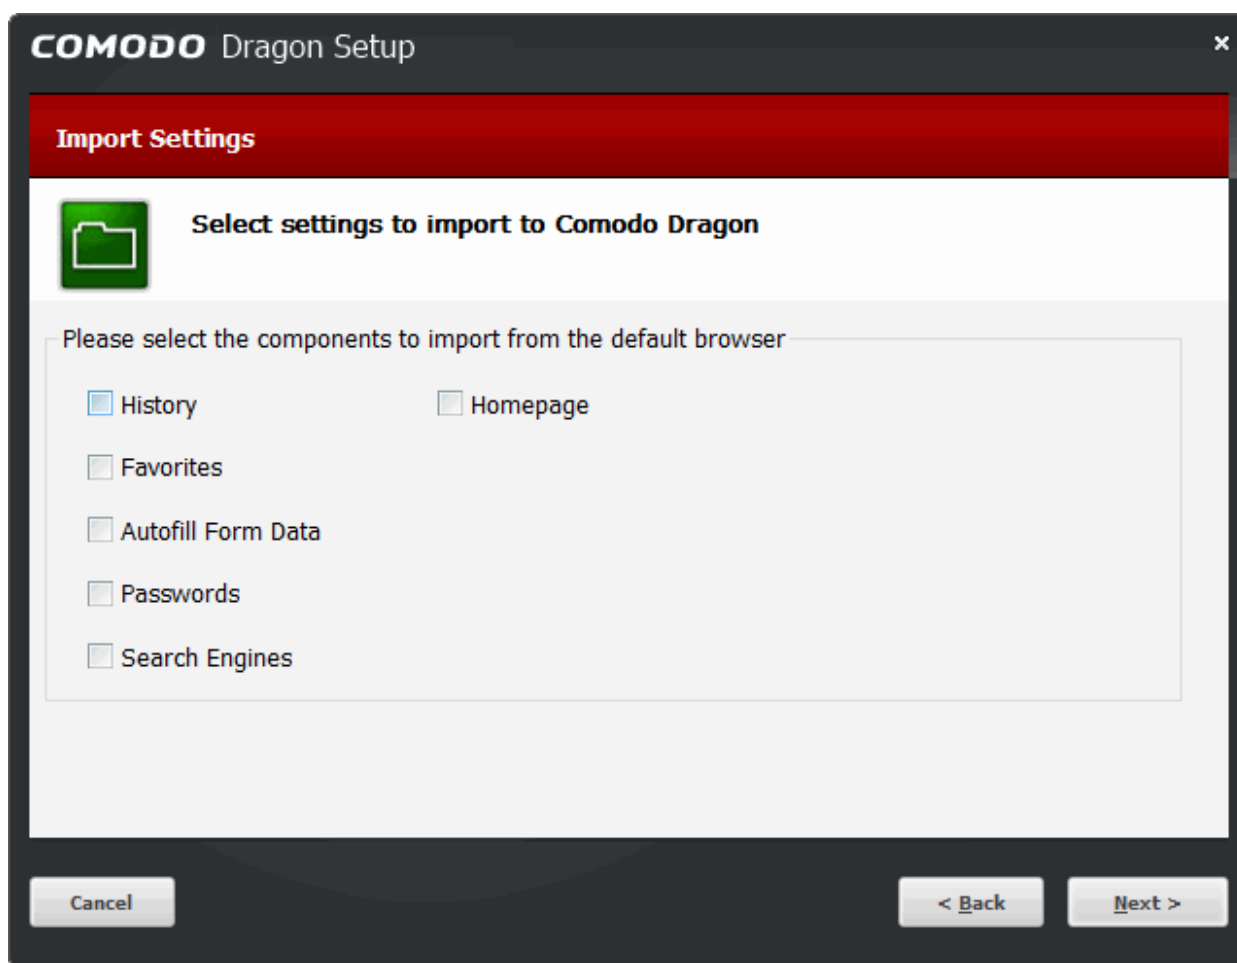 COMODO Dragon Setup
Import Settings
Select settings to import to Comodo Dragon
Please select the components to import from the default browser
History
Homepage
Favorites
Autofill Form Data
Passwords
Search Engines
Cancel
< Back
Next >